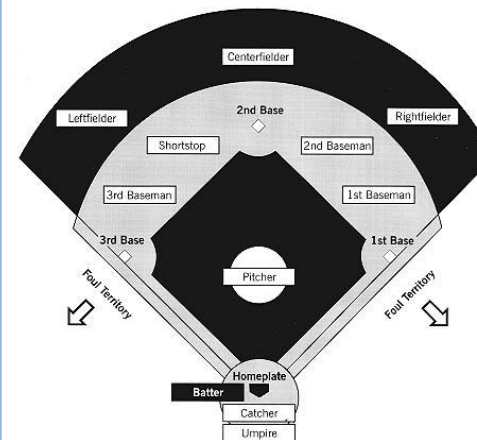 Centerfielder
Leftfielder
Rightfielder
2nd Base
Shortstop
2nd Baseman
3rd Baseman
1st Baseman
3rd Base
1st Base
Foul Territory
Pitcher
Foul Territory
Homeplate
Batter
Catcher
Umpire